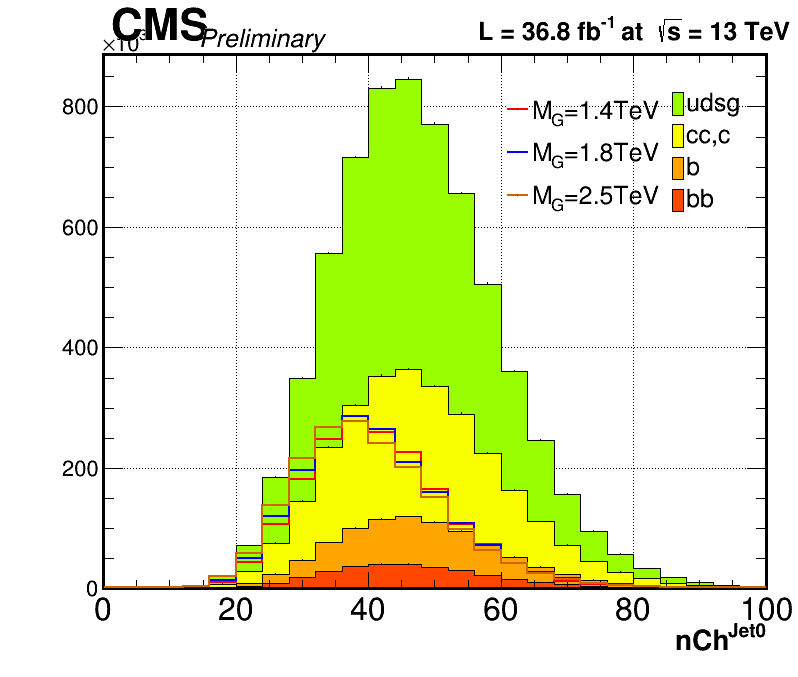 CMS Preliminary L = 36.8 fb⁻¹ at √s = 13 TeV
×10³
800
600
400
200
0
M_G=1.4TeV
M_G=1.8TeV
M_G=2.5TeV
udsg
cc,c
b
bb
0 20 40 60 80 100
nCh^Jet0